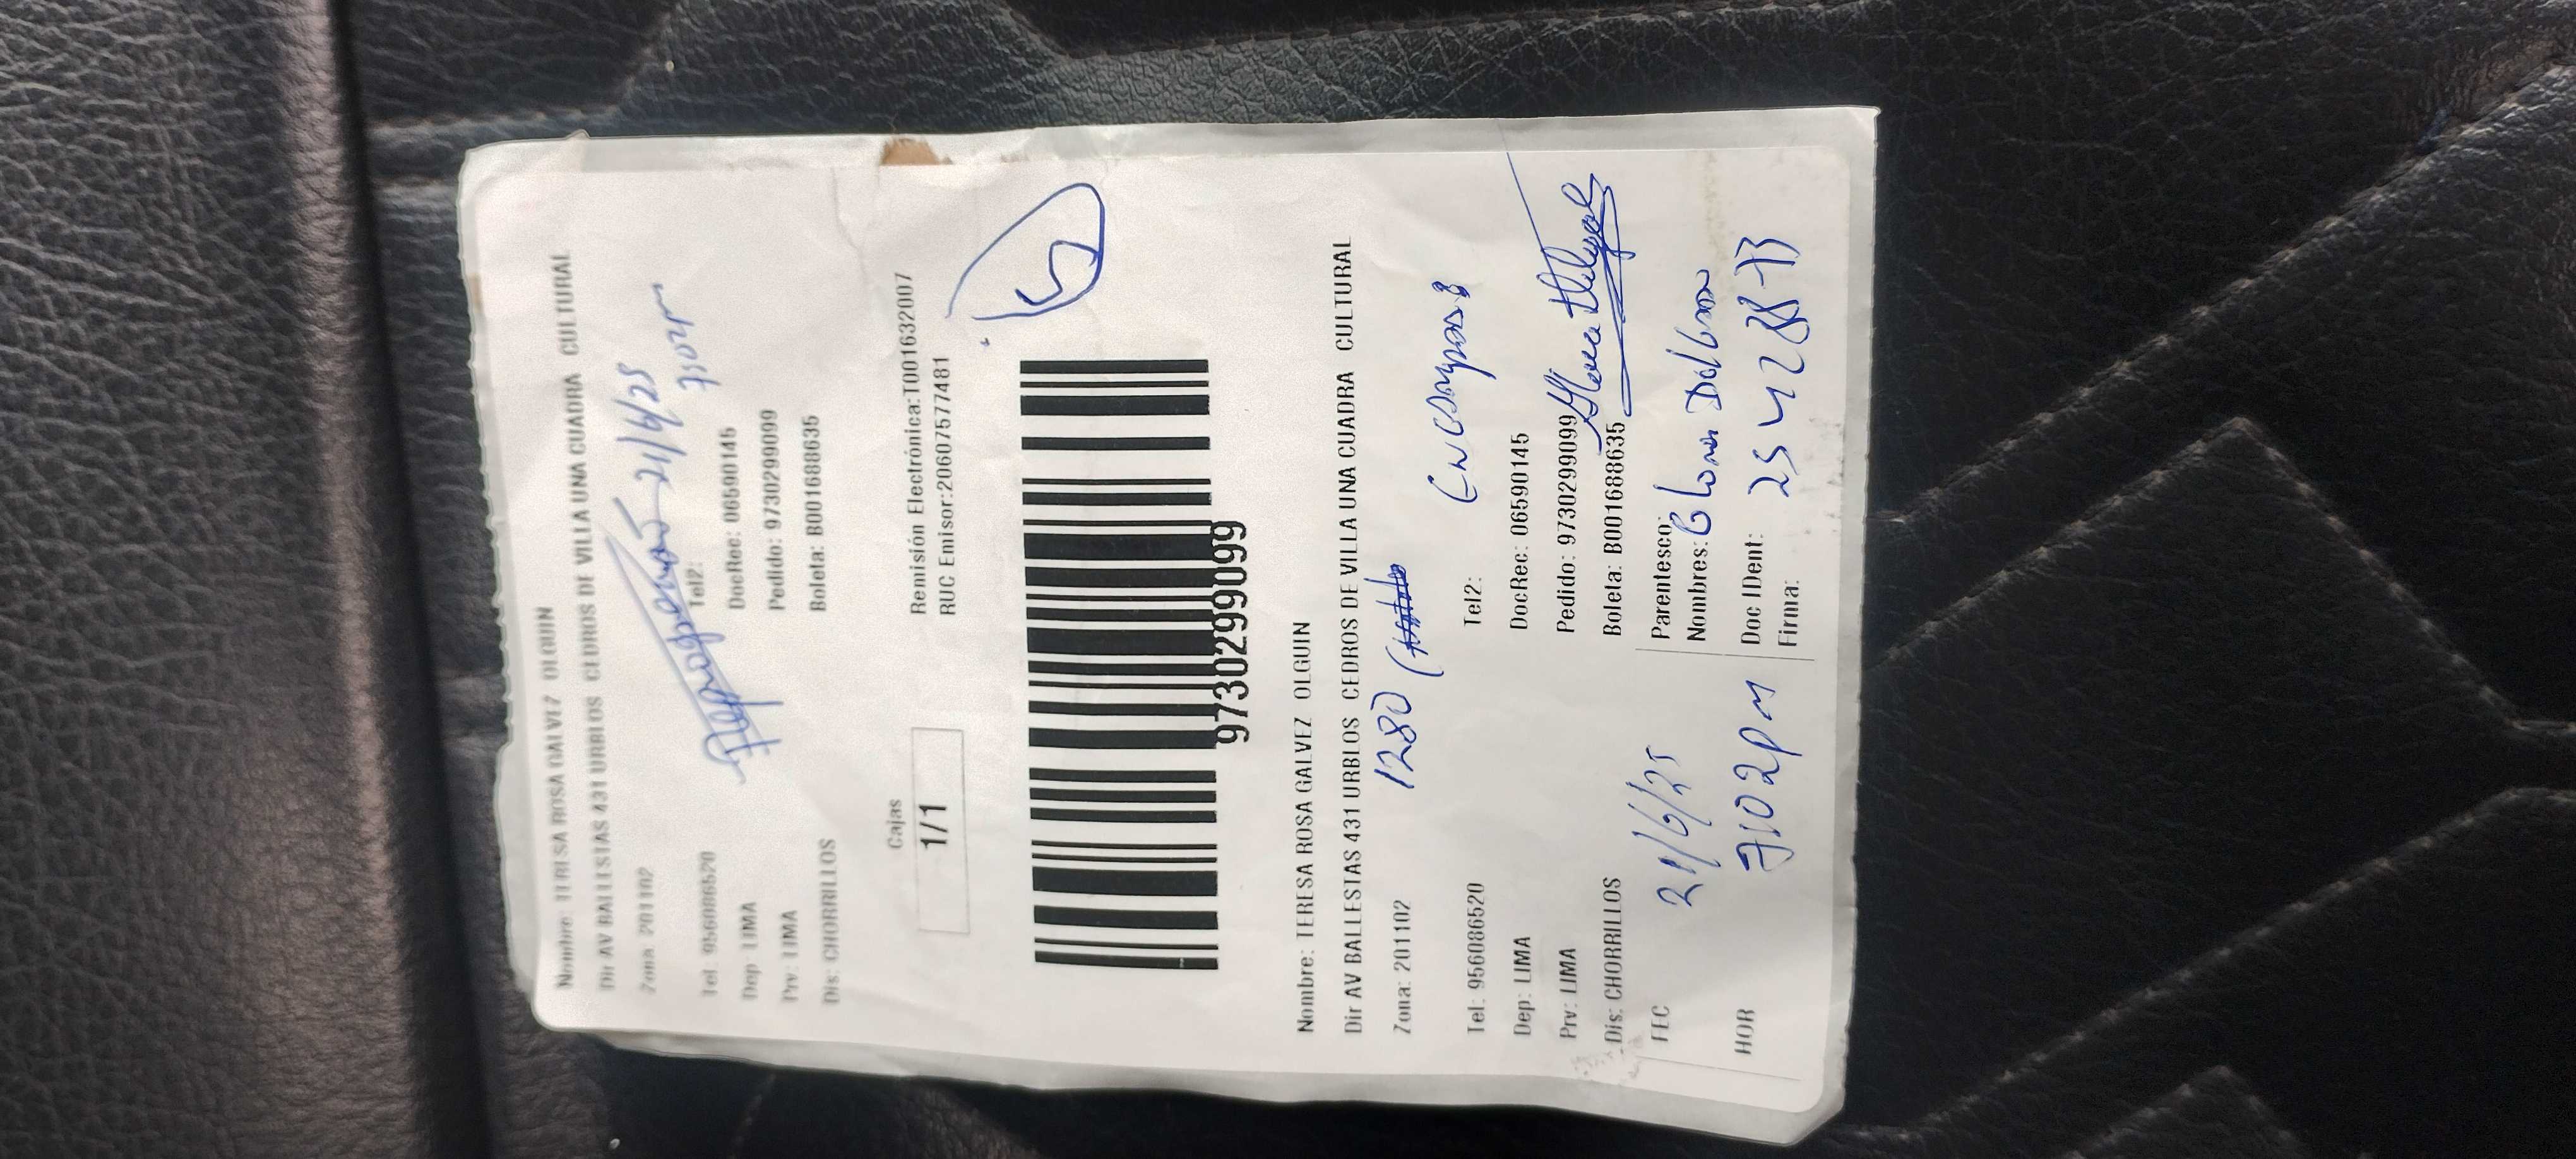 Nombre: TERESA ROSA GALVEZ OLGUIN
Dir AV BALLESTAS 431 URBLOS CEDROS DE VILLA UNA CUADRA CULTURAL
Zona 201102
21/6/25
Tel: 956086520 Tel2:
Dep: LIMA DocRec: 06590145
Prv: LIMA Pedido: 9730299099
Dis: CHORRILLOS Boleta: B001688635
Cajas
1/1
Remisión Electrónica:T001632007
RUC Emisor:20607577481
5
9730299099
Nombre: TERESA ROSA GALVEZ OLGUIN
Dir AV BALLESTAS 431 URBLOS CEDROS DE VILLA UNA CUADRA CULTURAL
Zona: 201102 1280
Tel: 956086520 Tel2:
Dep: LIMA DocRec: 06590145
Prv: LIMA Pedido: 9730299099
Dis: CHORRILLOS Boleta: B001688635
FEC 21/6/25 Parentesco:
Nombres:
HOR 7:02pm Doc IDent:
Firma: